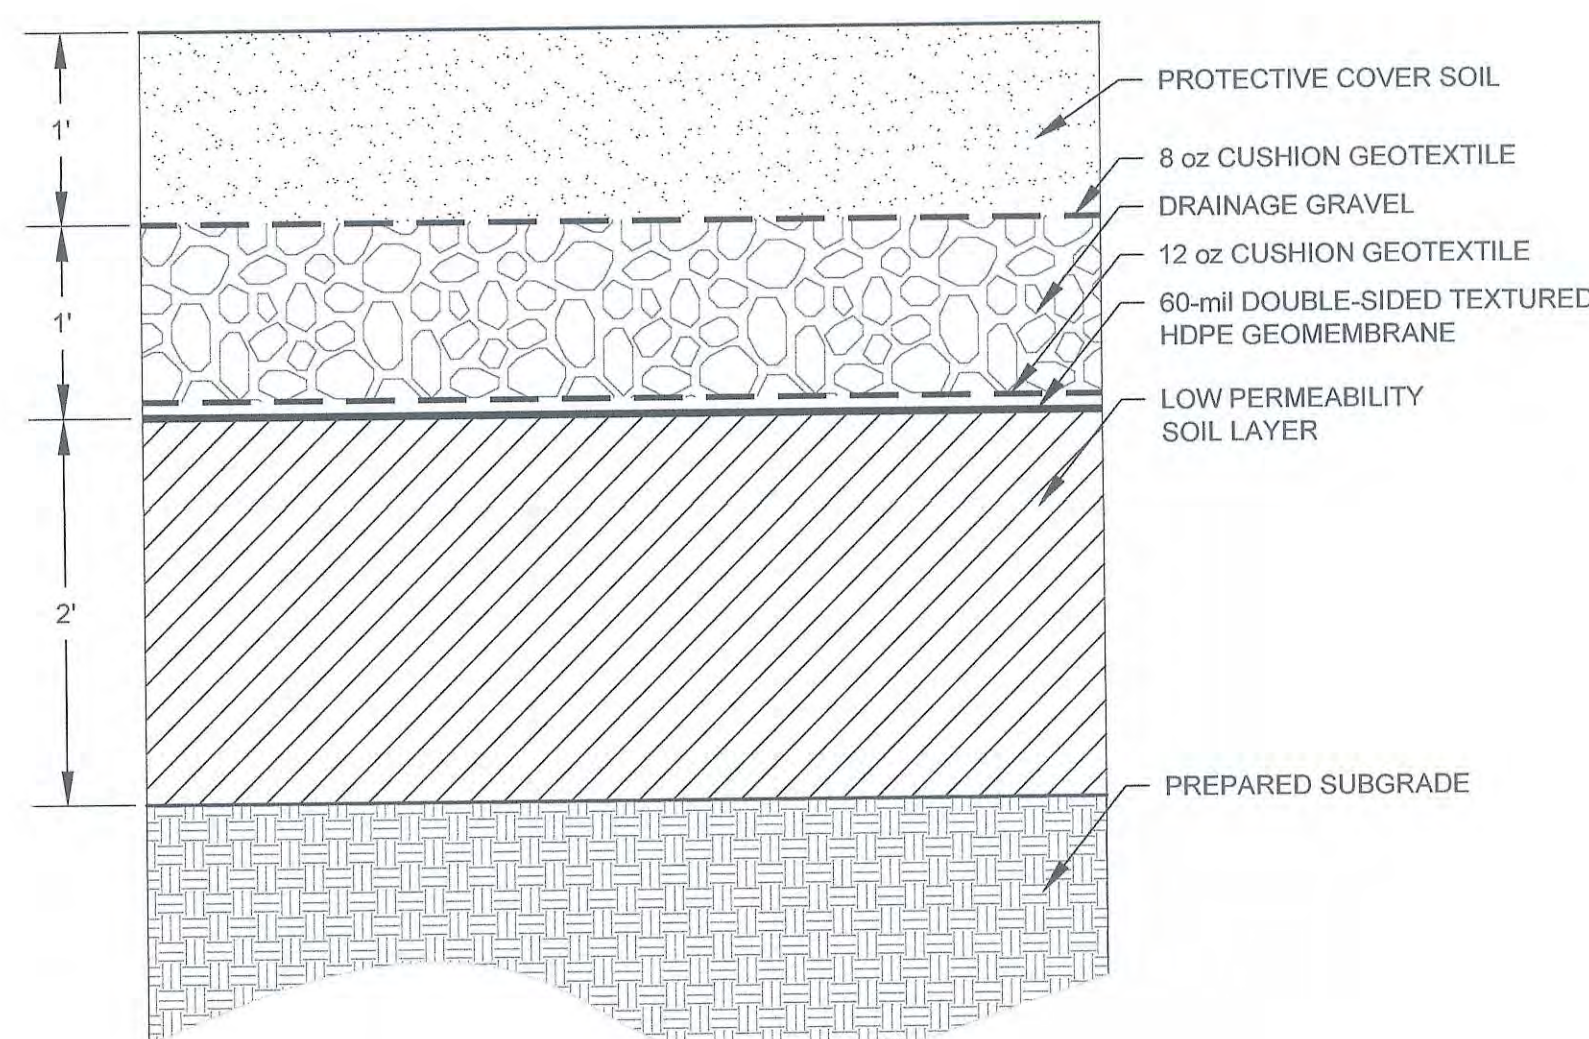 1'
1'
2'
PROTECTIVE COVER SOIL
8 oz CUSHION GEOTEXTILE
DRAINAGE GRAVEL
12 oz CUSHION GEOTEXTILE
60-mil DOUBLE-SIDED TEXTURED
HDPE GEOMEMBRANE
LOW PERMEABILITY
SOIL LAYER
PREPARED SUBGRADE